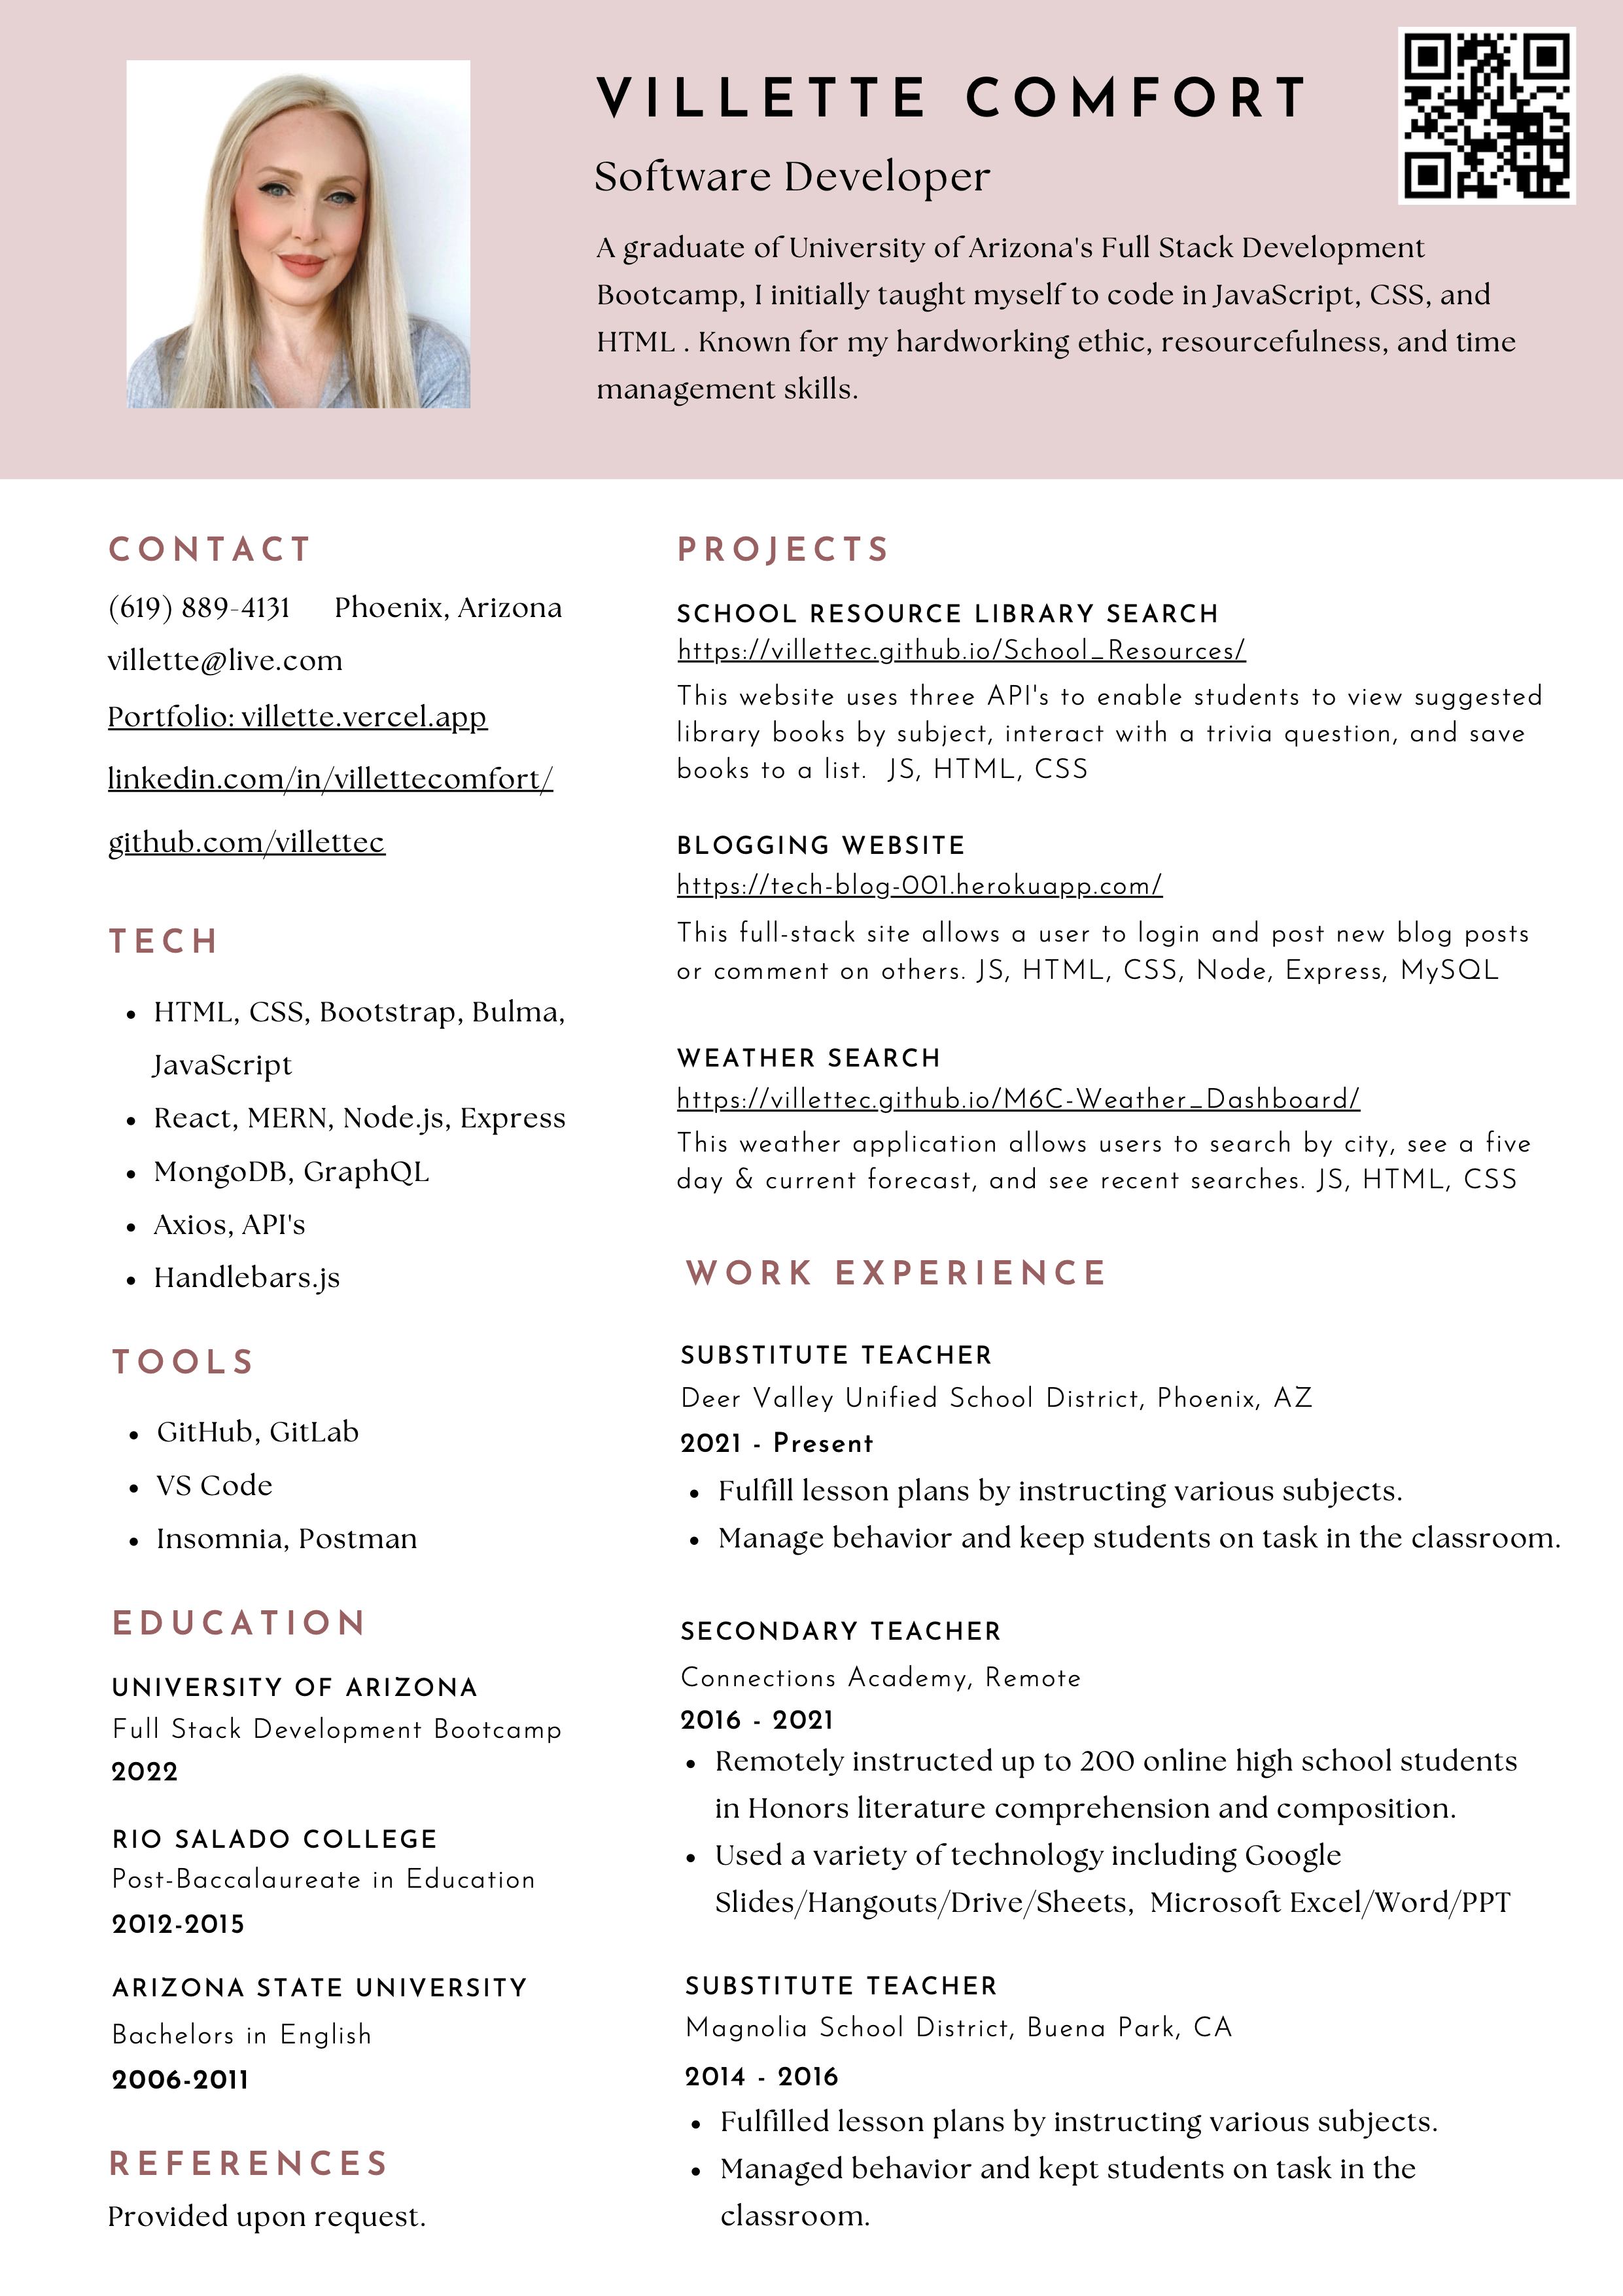 VILLETTE COMFORT
Software Developer
A graduate of University of Arizona's Full Stack Development
Bootcamp, I initially taught myself to code in JavaScript, CSS, and
HTML . Known for my hardworking ethic, resourcefulness, and time
management skills.
CONTACT
(619) 889-4131 Phoenix, Arizona
villette@live.com
Portfolio: villette.vercel.app
linkedin.com/in/villettecomfort/
github.com/villettec
TECH
• HTML, CSS, Bootstrap, Bulma,
JavaScript
• React, MERN, Node.js, Express
• MongoDB, GraphQL
• Axios, API's
• Handlebars.js
TOOLS
• GitHub, GitLab
• VS Code
• Insomnia, Postman
EDUCATION
UNIVERSITY OF ARIZONA
Full Stack Development Bootcamp
2022
RIO SALADO COLLEGE
Post-Baccalaureate in Education
2012-2015
ARIZONA STATE UNIVERSITY
Bachelors in English
2006-2011
REFERENCES
Provided upon request.
PROJECTS
SCHOOL RESOURCE LIBRARY SEARCH
https://villettec.github.io/School_Resources/
This website uses three API's to enable students to view suggested
library books by subject, interact with a trivia question, and save
books to a list. JS, HTML, CSS
BLOGGING WEBSITE
https://tech-blog-001.herokuapp.com/
This full-stack site allows a user to login and post new blog posts
or comment on others. JS, HTML, CSS, Node, Express, MySQL
WEATHER SEARCH
https://villettec.github.io/M6C-Weather_Dashboard/
This weather application allows users to search by city, see a five
day & current forecast, and see recent searches. JS, HTML, CSS
WORK EXPERIENCE
SUBSTITUTE TEACHER
Deer Valley Unified School District, Phoenix, AZ
2021 - Present
• Fulfill lesson plans by instructing various subjects.
• Manage behavior and keep students on task in the classroom.
SECONDARY TEACHER
Connections Academy, Remote
2016 - 2021
• Remotely instructed up to 200 online high school students
in Honors literature comprehension and composition.
• Used a variety of technology including Google
Slides/Hangouts/Drive/Sheets, Microsoft Excel/Word/PPT
SUBSTITUTE TEACHER
Magnolia School District, Buena Park, CA
2014 - 2016
• Fulfilled lesson plans by instructing various subjects.
• Managed behavior and kept students on task in the
classroom.